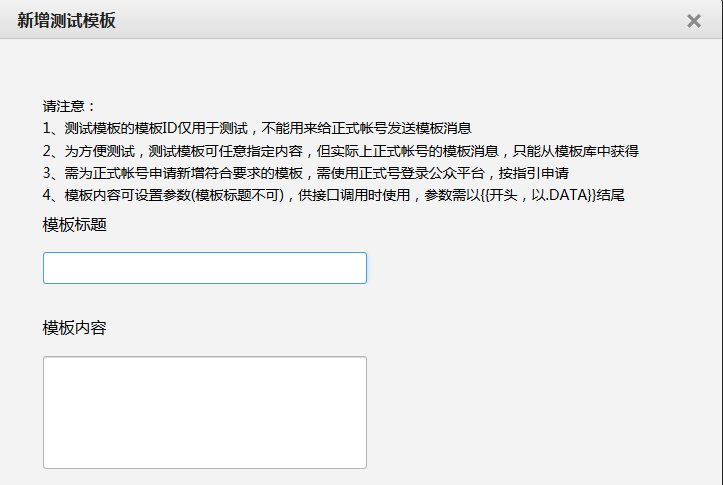 新增测试模板
请注意：
1、测试模板的模板ID仅用于测试，不能用来给正式帐号发送模板消息
2、为方便测试，测试模板可任意指定内容，但实际上正式帐号的模板消息，只能从模板库中获得
3、需为正式帐号申请新增符合要求的模板，需使用正式号登录公众平台，按指引申请
4、模板内容可设置参数(模板标题不可)，供接口调用时使用，参数需以{{开头，以.DATA}}结尾
模板标题
模板内容